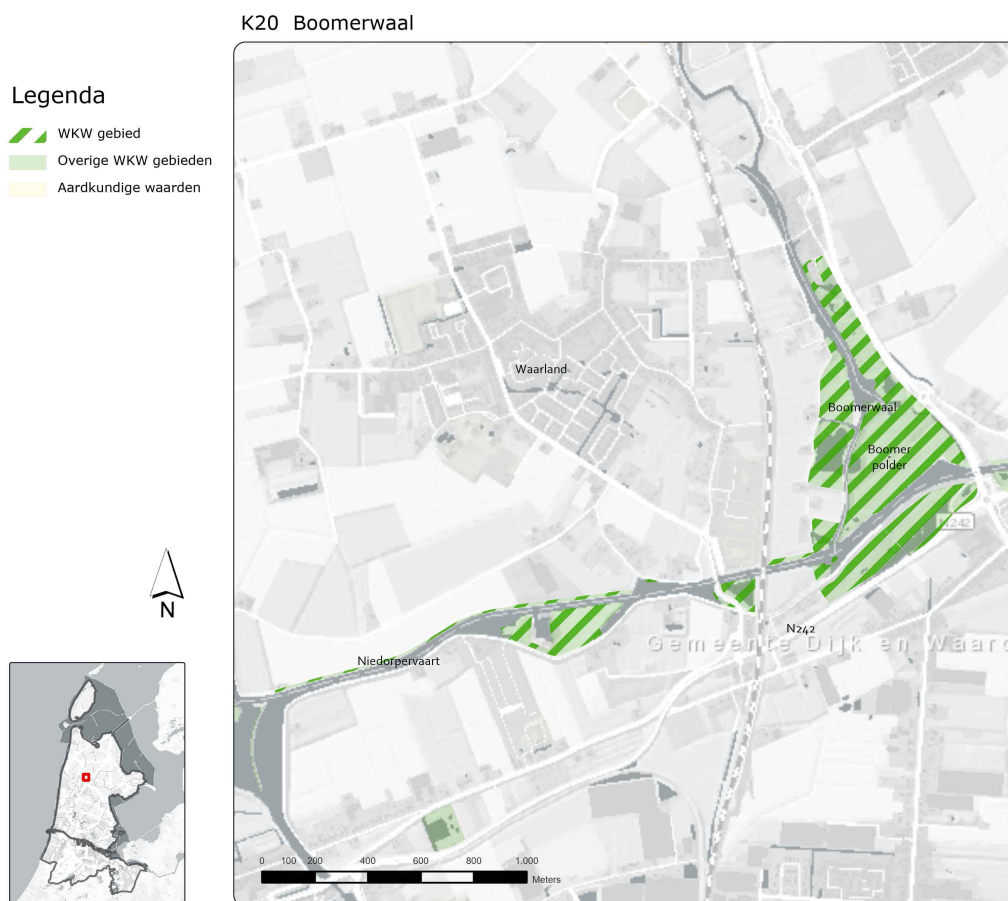 K20 Boomerwaal
Legenda
WKW gebied
Overige WKW gebieden
Aardkundige waarden
Waarland
Boomerwaal
Boomer
polder
N242
N242
Gemeente Dijk en Waard
Niedorpervaart
N
0 100 200 400 600 800 1.000
Meters